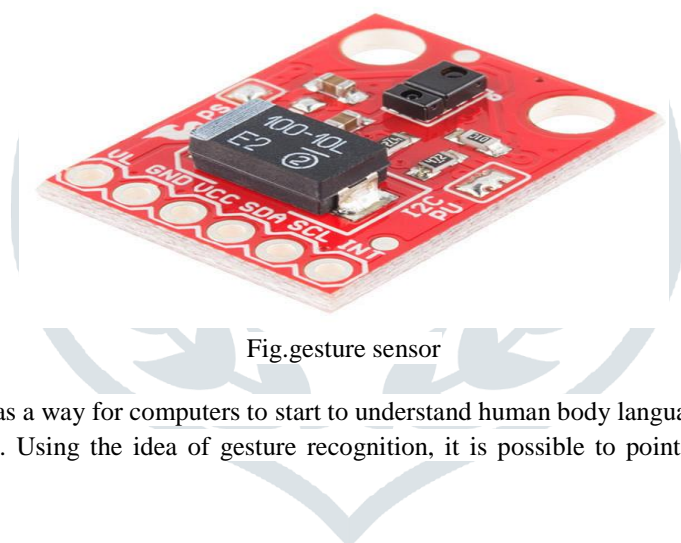 PS
100-10L
E2 2
VL GND VCC SDA SCL INT
I2C
PU
Fig.gesture sensor
as a way for computers to start to understand human body langua
. Using the idea of gesture recognition, it is possible to point